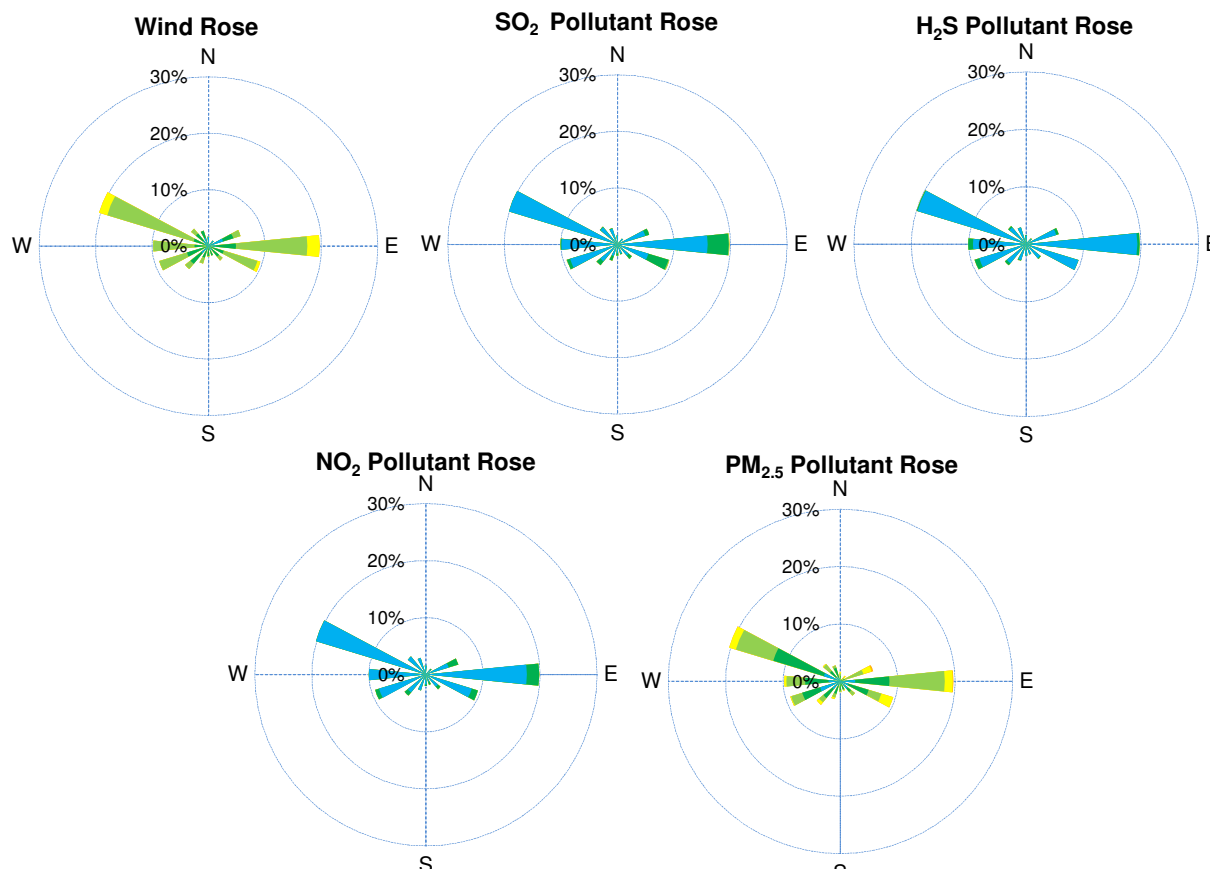 Wind Rose
N
30%
20%
10%
0%
W
E
S
SO₂ Pollutant Rose
N
30%
20%
10%
0%
W
E
S
H₂S Pollutant Rose
N
30%
20%
10%
0%
W
E
S
NO₂ Pollutant Rose
N
30%
20%
10%
0%
W
E
S
PM₂.₅ Pollutant Rose
N
30%
20%
10%
0%
W
E
S